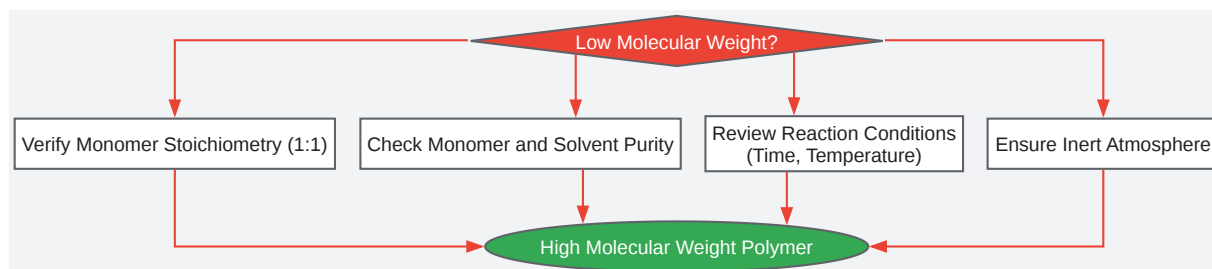 Low Molecular Weight?
Verify Monomer Stoichiometry (1:1)
Check Monomer and Solvent Purity
Review Reaction Conditions
(Time, Temperature)
Ensure Inert Atmosphere
High Molecular Weight Polymer